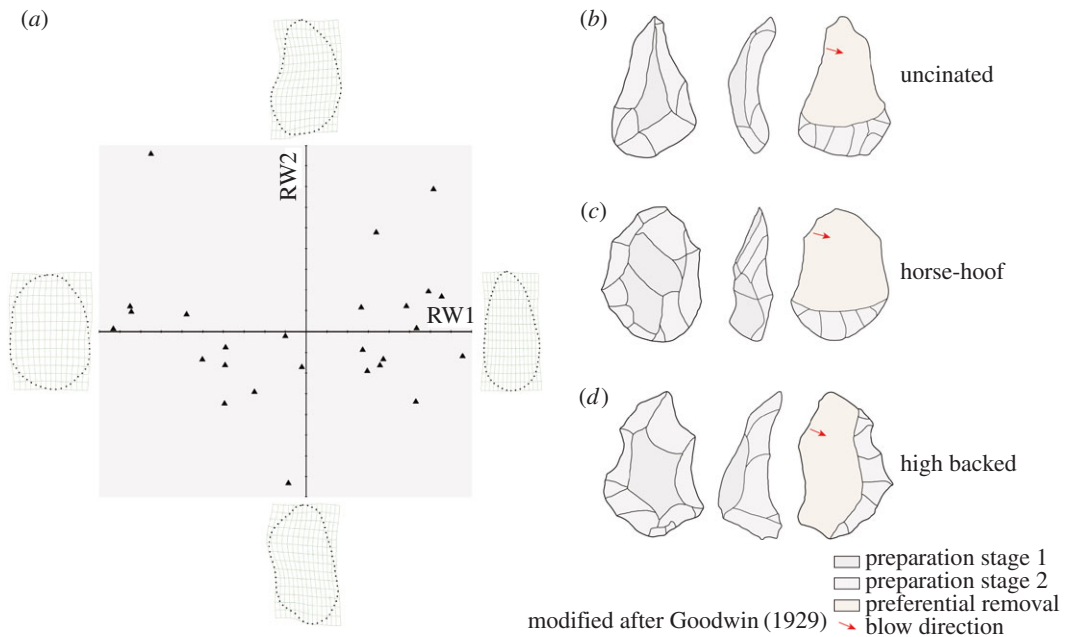 (a)
RW2
RW1
(b)
uncinated
(c)
horse-hoof
(d)
high backed
preparation stage 1
preparation stage 2
preferential removal
blow direction
modified after Goodwin (1929)